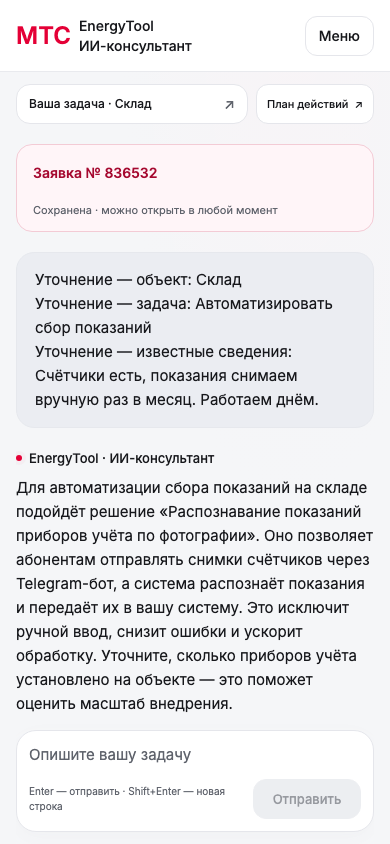 МТС
EnergyTool
ИИ-консультант
Меню
Ваша задача · Склад ↗
План действий ↗
Заявка № 836532
Сохранена · можно открыть в любой момент
Уточнение — объект: Склад
Уточнение — задача: Автоматизировать
сбор показаний
Уточнение — известные сведения:
Счётчики есть, показания снимаем
вручную раз в месяц. Работаем днём.
EnergyTool · ИИ-консультант
Для автоматизации сбора показаний на складе
подойдёт решение «Распознавание показаний
приборов учёта по фотографии». Оно позволяет
абонентам отправлять снимки счётчиков через
Telegram-бот, а система распознаёт показания
и передаёт их в вашу систему. Это исключит
ручной ввод, снизит ошибки и ускорит
обработку. Уточните, сколько приборов учёта
установлено на объекте — это поможет
оценить масштаб внедрения.
Опишите вашу задачу
Enter — отправить · Shift+Enter — новая
строка
Отправить